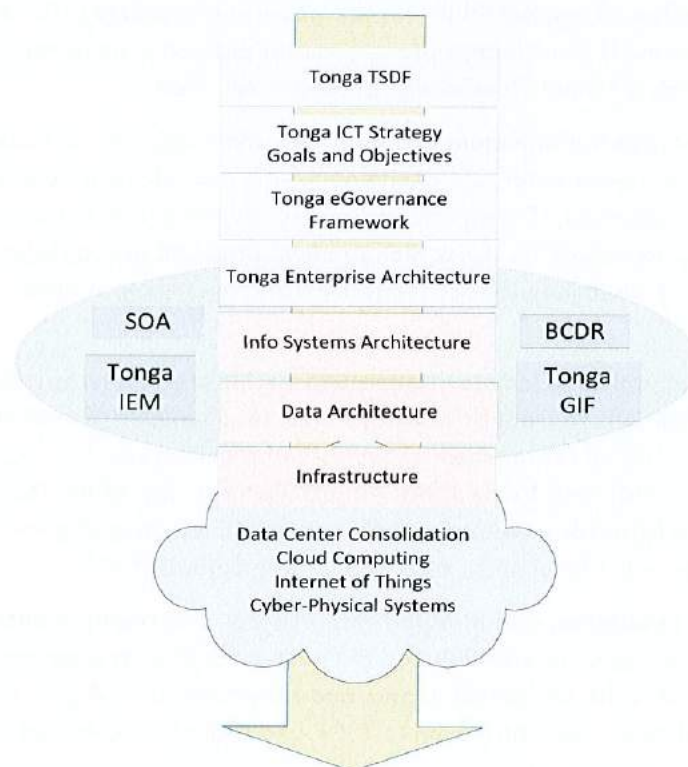 Tonga TSDF
Tonga ICT Strategy
Goals and Objectives
Tonga eGovernance
Framework
Tonga Enterprise Architecture
SOA
Info Systems Architecture
BCDR
Tonga
IEM
Tonga
GIF
Data Architecture
Infrastructure
Data Center Consolidation
Cloud Computing
Internet of Things
Cyber-Physical Systems